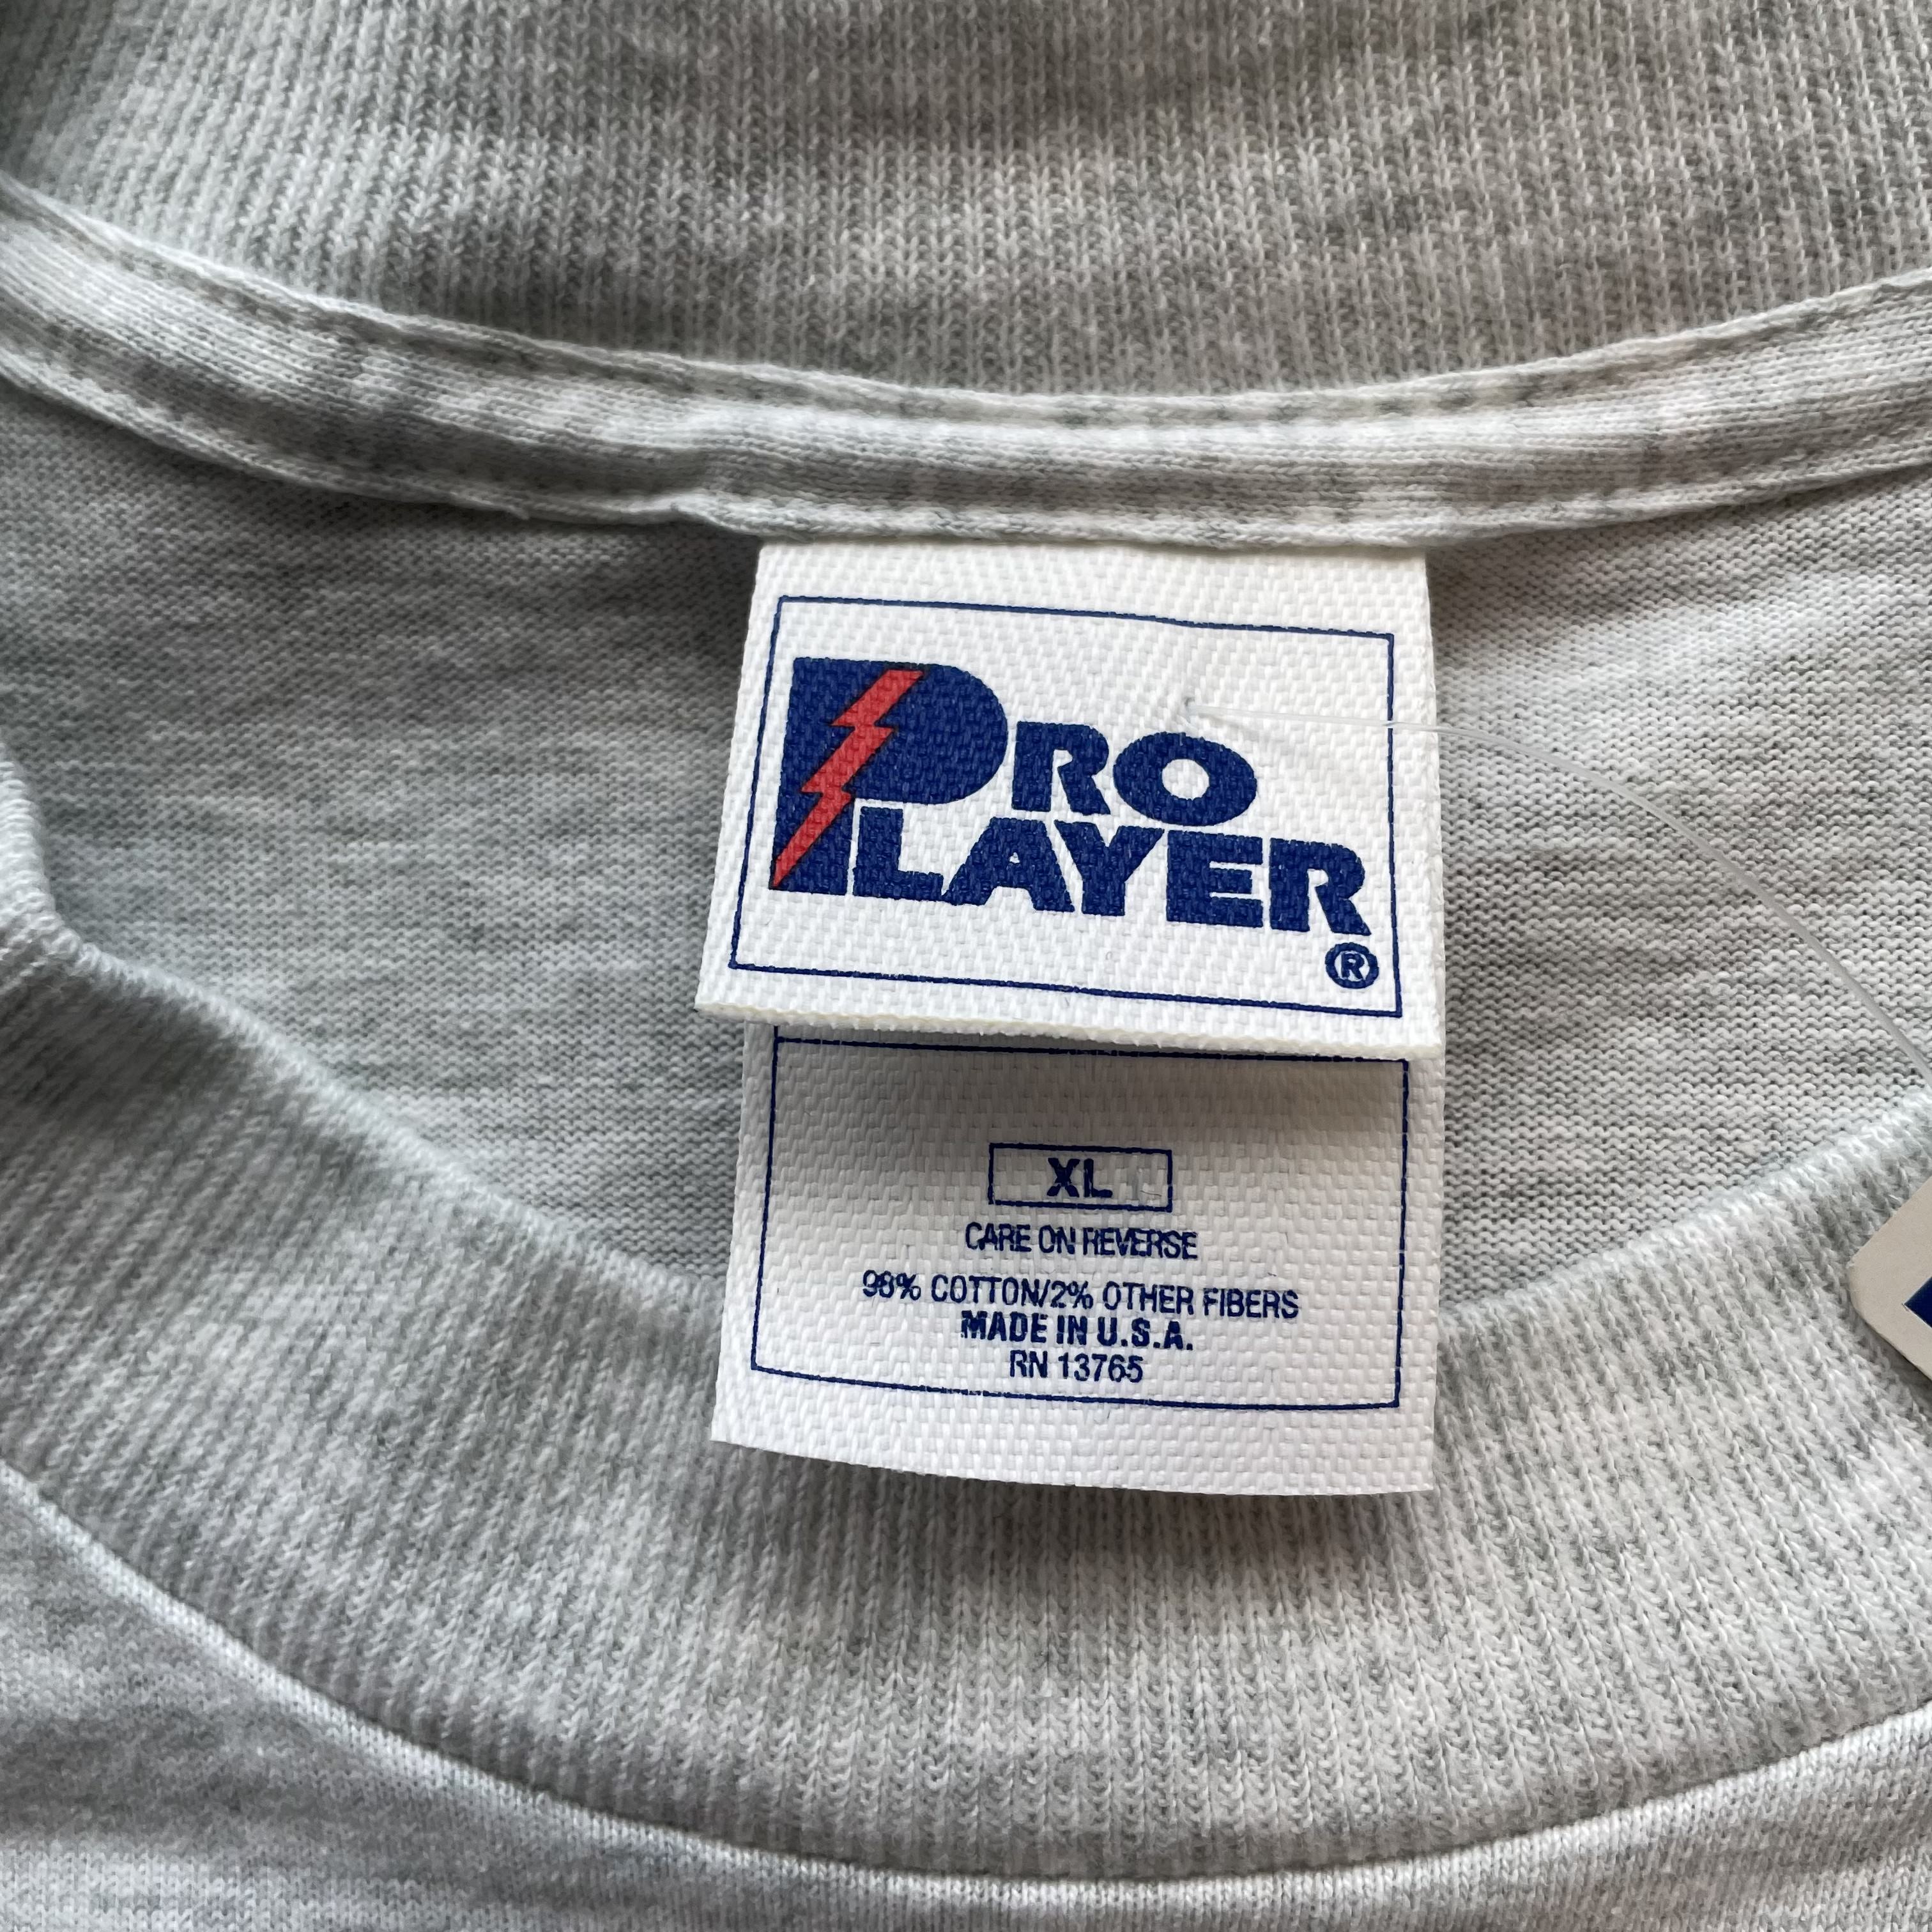 PRO
PLAYER
®
XL
CARE ON REVERSE
98% COTTON/2% OTHER FIBERS
MADE IN U.S.A.
RN 13765